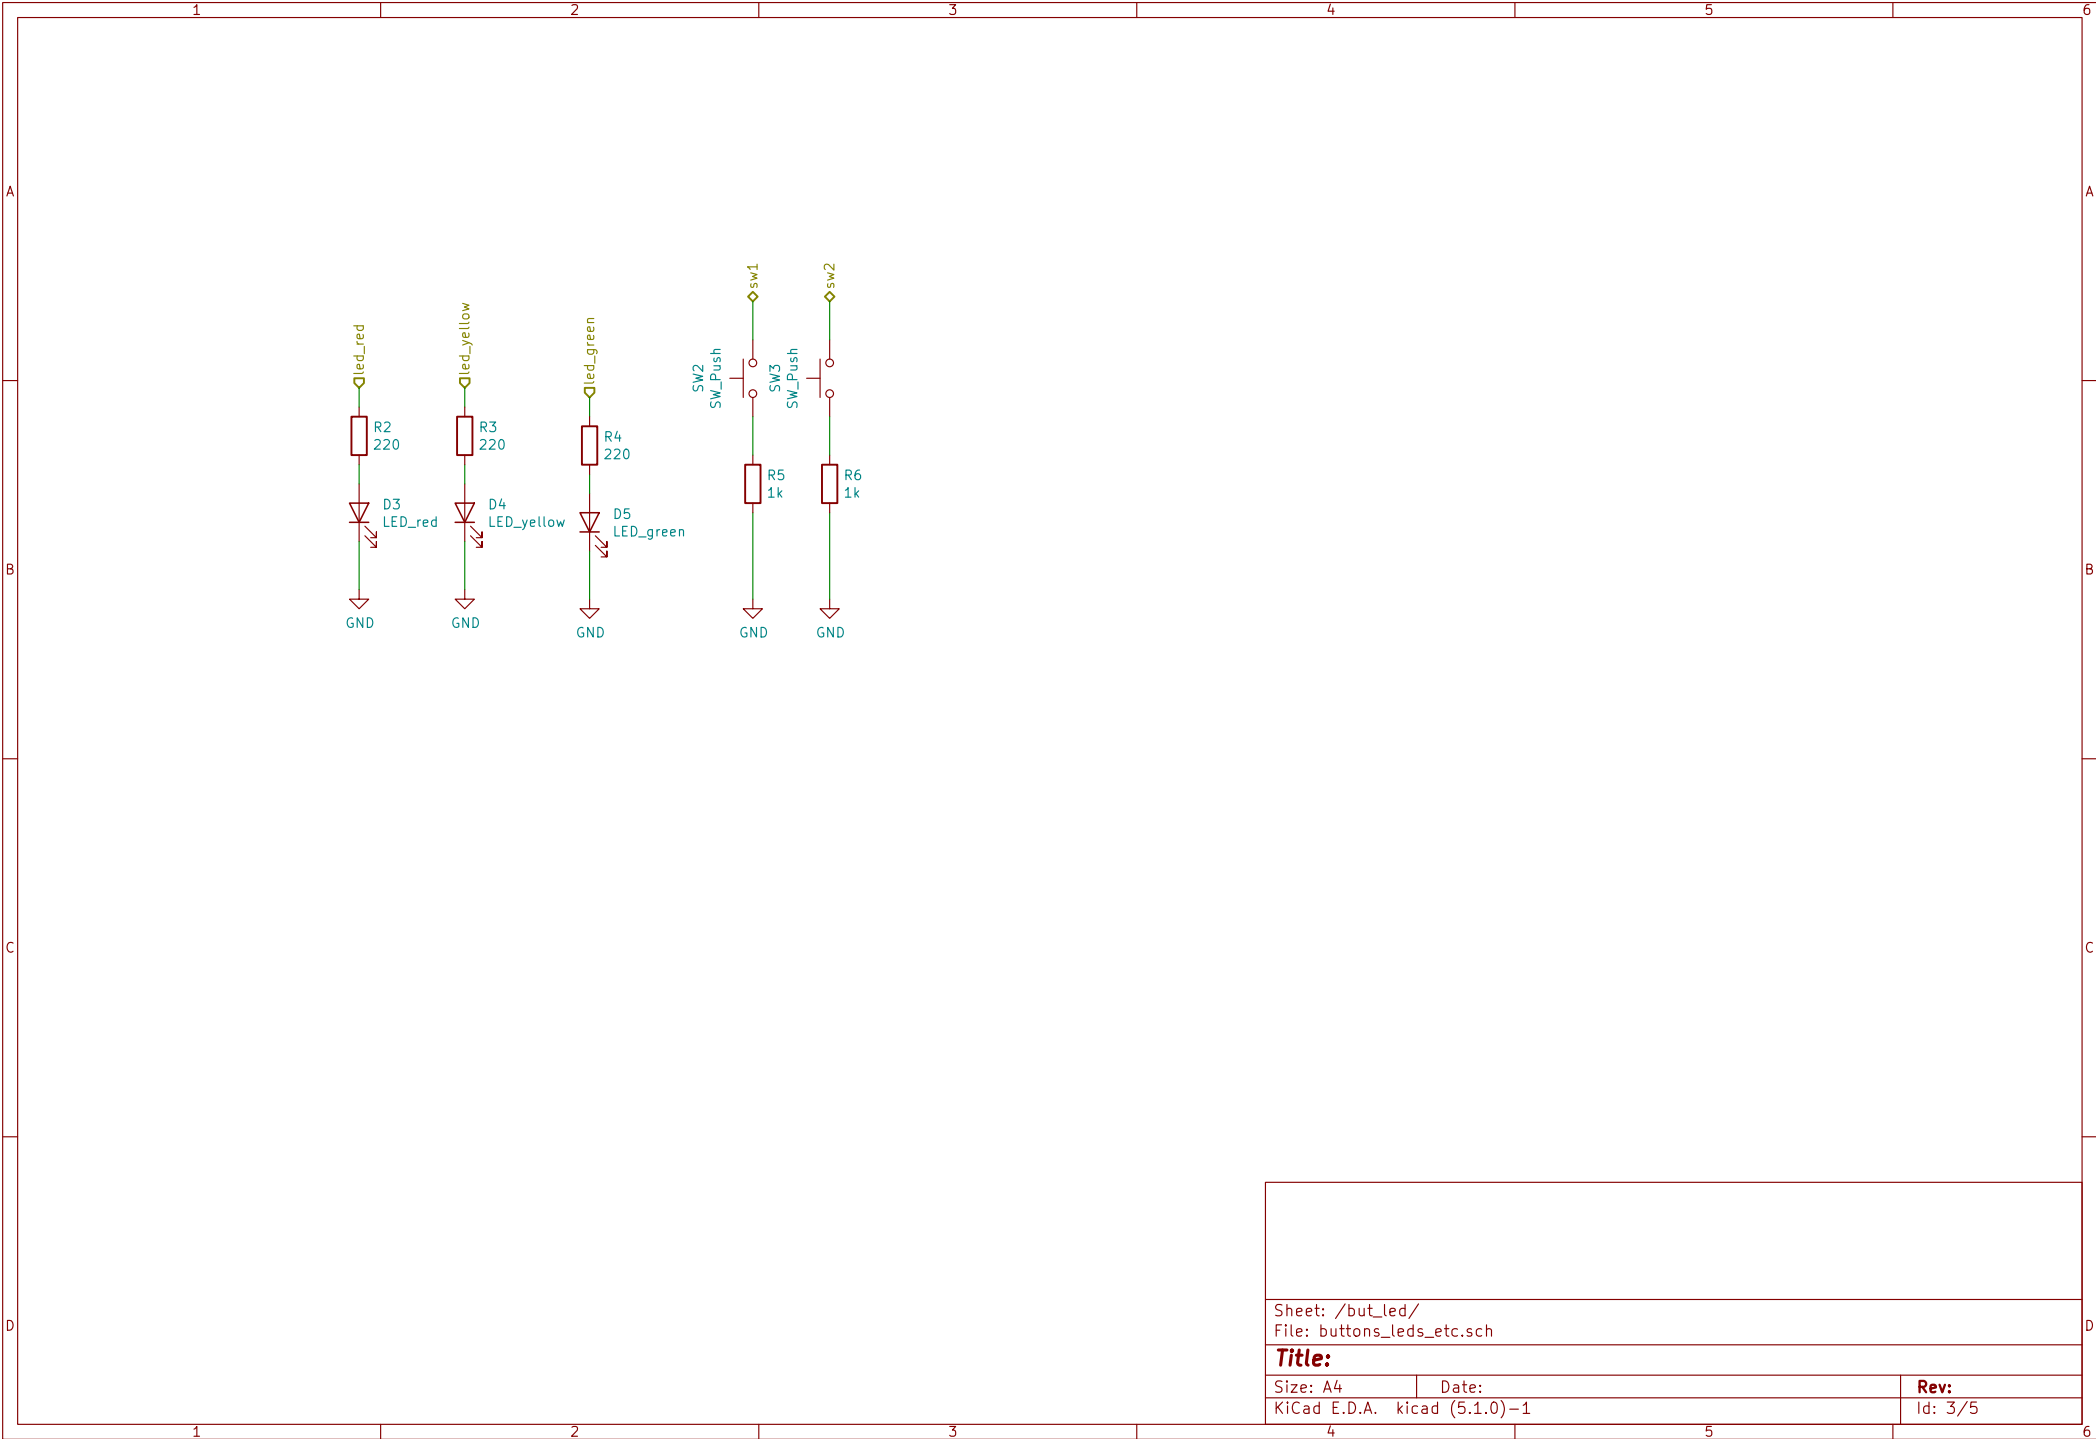 1 2 3 4 5 6
A A
sw1
sw2
led_red
led_yellow
led_green
SW2
SW_Push
SW3
SW_Push
R2
220
R3
220
R4
220
R5
1k
R6
1k
D3
LED_red
D4
LED_yellow
D5
LED_green
B B
GND
GND
GND
GND
GND
C C
Sheet: /but_led/
File: buttons_leds_etc.sch
D D
Title:
Size: A4 Date: Rev:
KiCad E.D.A. kicad (5.1.0)-1 Id: 3/5
1 2 3 4 5 6